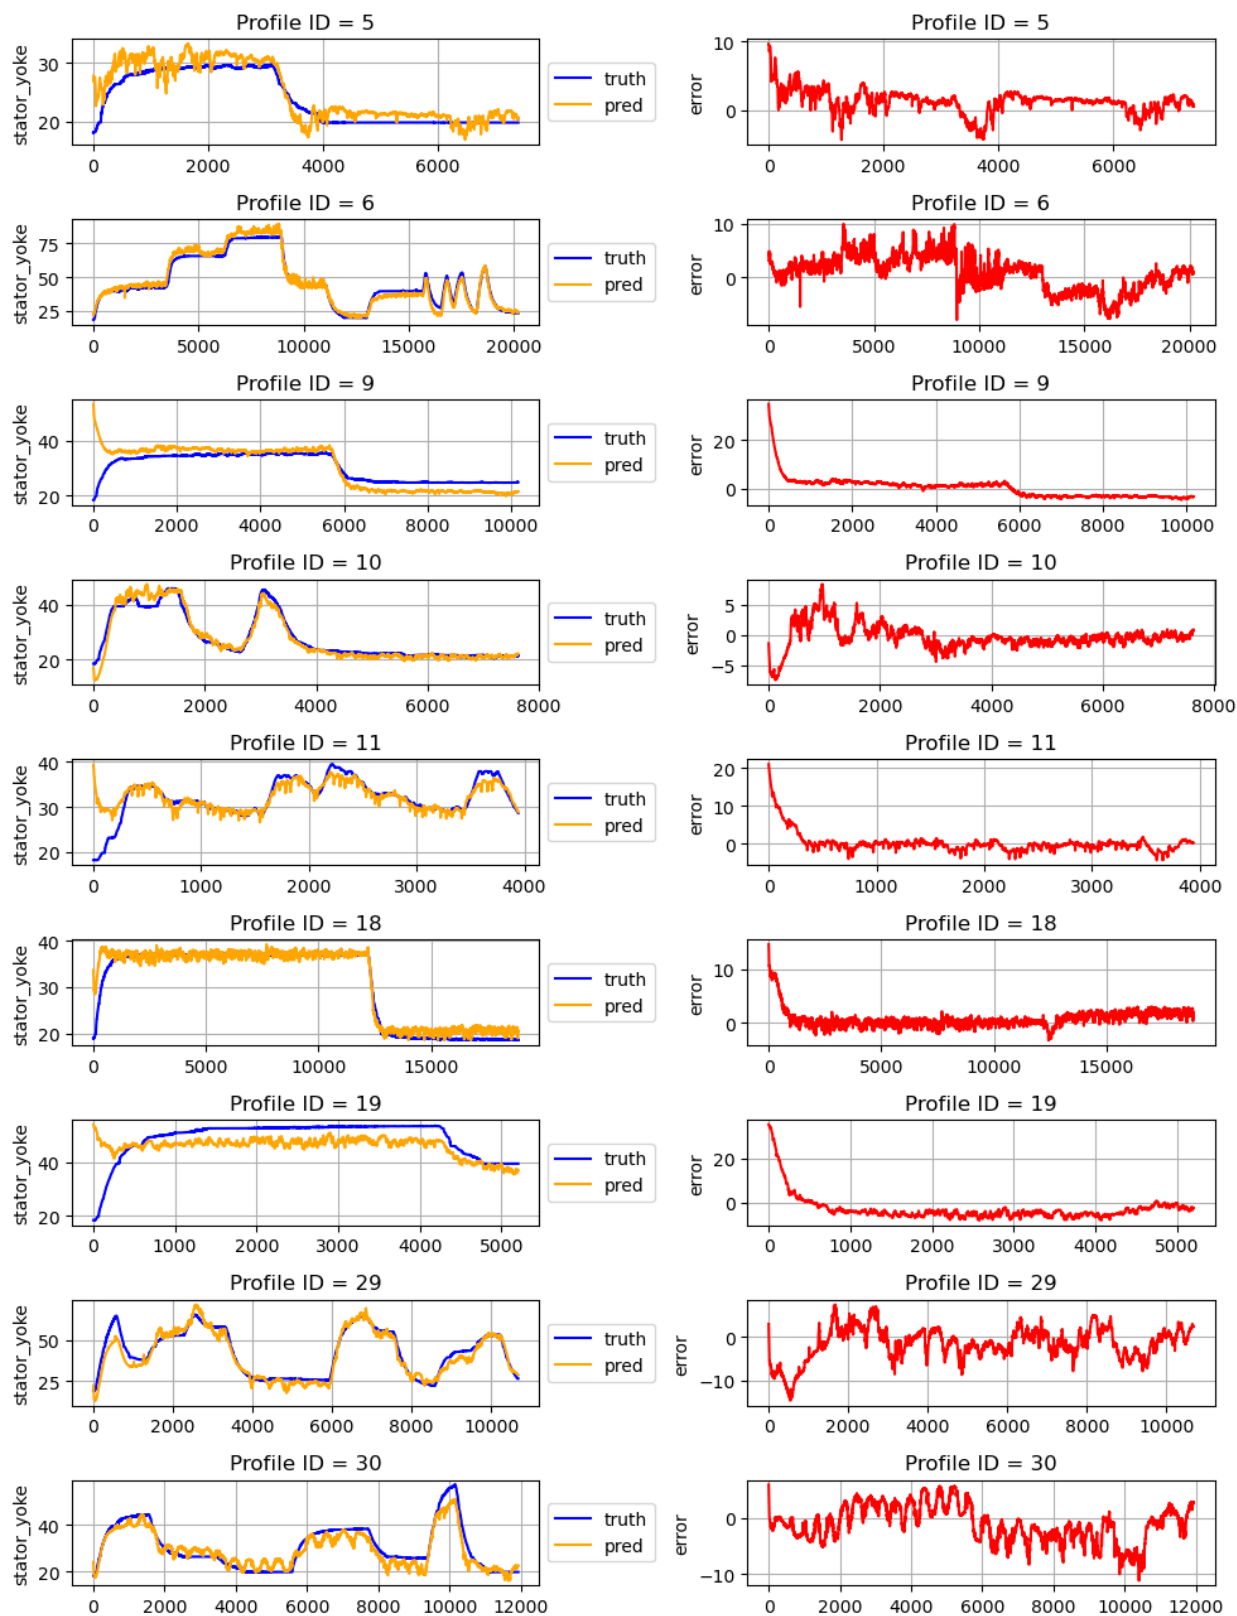 Profile ID = 5
Profile ID = 5
stator_yoke
30
20
0
2000
4000
6000
truth
pred
error
10
0
0
2000
4000
6000
Profile ID = 6
Profile ID = 6
stator_yoke
75
50
25
0
5000
10000
15000
20000
truth
pred
error
10
0
0
5000
10000
15000
20000
Profile ID = 9
Profile ID = 9
stator_yoke
40
20
0
2000
4000
6000
8000
10000
truth
pred
error
20
0
0
2000
4000
6000
8000
10000
Profile ID = 10
Profile ID = 10
stator_yoke
40
20
0
2000
4000
6000
8000
truth
pred
error
5
0
−5
0
2000
4000
6000
8000
Profile ID = 11
Profile ID = 11
stator_yoke
40
30
20
0
1000
2000
3000
4000
truth
pred
error
20
10
0
0
1000
2000
3000
4000
Profile ID = 18
Profile ID = 18
stator_yoke
40
30
20
0
5000
10000
15000
truth
pred
error
10
0
0
5000
10000
15000
Profile ID = 19
Profile ID = 19
stator_yoke
40
20
0
1000
2000
3000
4000
5000
truth
pred
error
20
0
0
1000
2000
3000
4000
5000
Profile ID = 29
Profile ID = 29
stator_yoke
50
25
0
2000
4000
6000
8000
10000
truth
pred
error
0
−10
0
2000
4000
6000
8000
10000
Profile ID = 30
Profile ID = 30
stator_yoke
40
20
0
2000
4000
6000
8000
10000
12000
truth
pred
error
0
−10
0
2000
4000
6000
8000
10000
12000